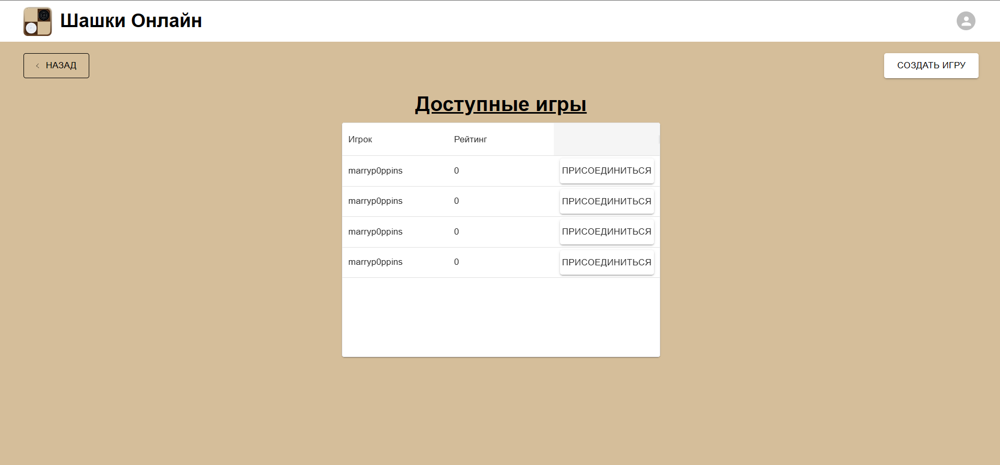 Шашки Онлайн
НАЗАД
СОЗДАТЬ ИГРУ
Доступные игры
Игрок Рейтинг
marryp0ppins 0 ПРИСОЕДИНИТЬСЯ
marryp0ppins 0 ПРИСОЕДИНИТЬСЯ
marryp0ppins 0 ПРИСОЕДИНИТЬСЯ
marryp0ppins 0 ПРИСОЕДИНИТЬСЯ